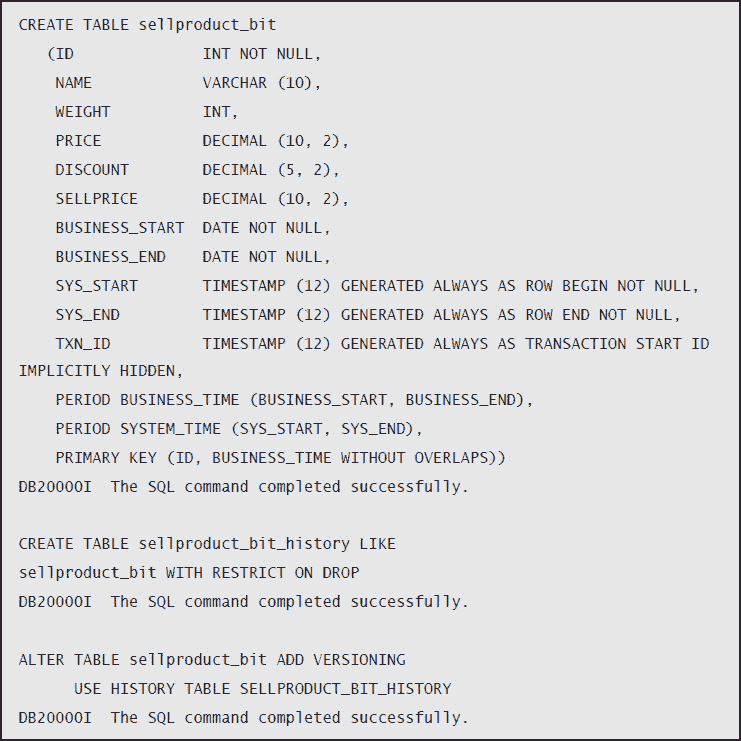 CREATE TABLE sellproduct_bit
(ID INT NOT NULL,
NAME VARCHAR (10),
WEIGHT INT,
PRICE DECIMAL (10, 2),
DISCOUNT DECIMAL (5, 2),
SELLPRICE DECIMAL (10, 2),
BUSINESS_START DATE NOT NULL,
BUSINESS_END DATE NOT NULL,
SYS_START TIMESTAMP (12) GENERATED ALWAYS AS ROW BEGIN NOT NULL,
SYS_END TIMESTAMP (12) GENERATED ALWAYS AS ROW END NOT NULL,
TXN_ID TIMESTAMP (12) GENERATED ALWAYS AS TRANSACTION START ID
IMPLICITLY HIDDEN,
PERIOD BUSINESS_TIME (BUSINESS_START, BUSINESS_END),
PERIOD SYSTEM_TIME (SYS_START, SYS_END),
PRIMARY KEY (ID, BUSINESS_TIME WITHOUT OVERLAPS))
DB20000I The SQL command completed successfully.
CREATE TABLE sellproduct_bit_history LIKE
sellproduct_bit WITH RESTRICT ON DROP
DB20000I The SQL command completed successfully.
ALTER TABLE sellproduct_bit ADD VERSIONING
USE HISTORY TABLE SELLPRODUCT_BIT_HISTORY
DB20000I The SQL command completed successfully.